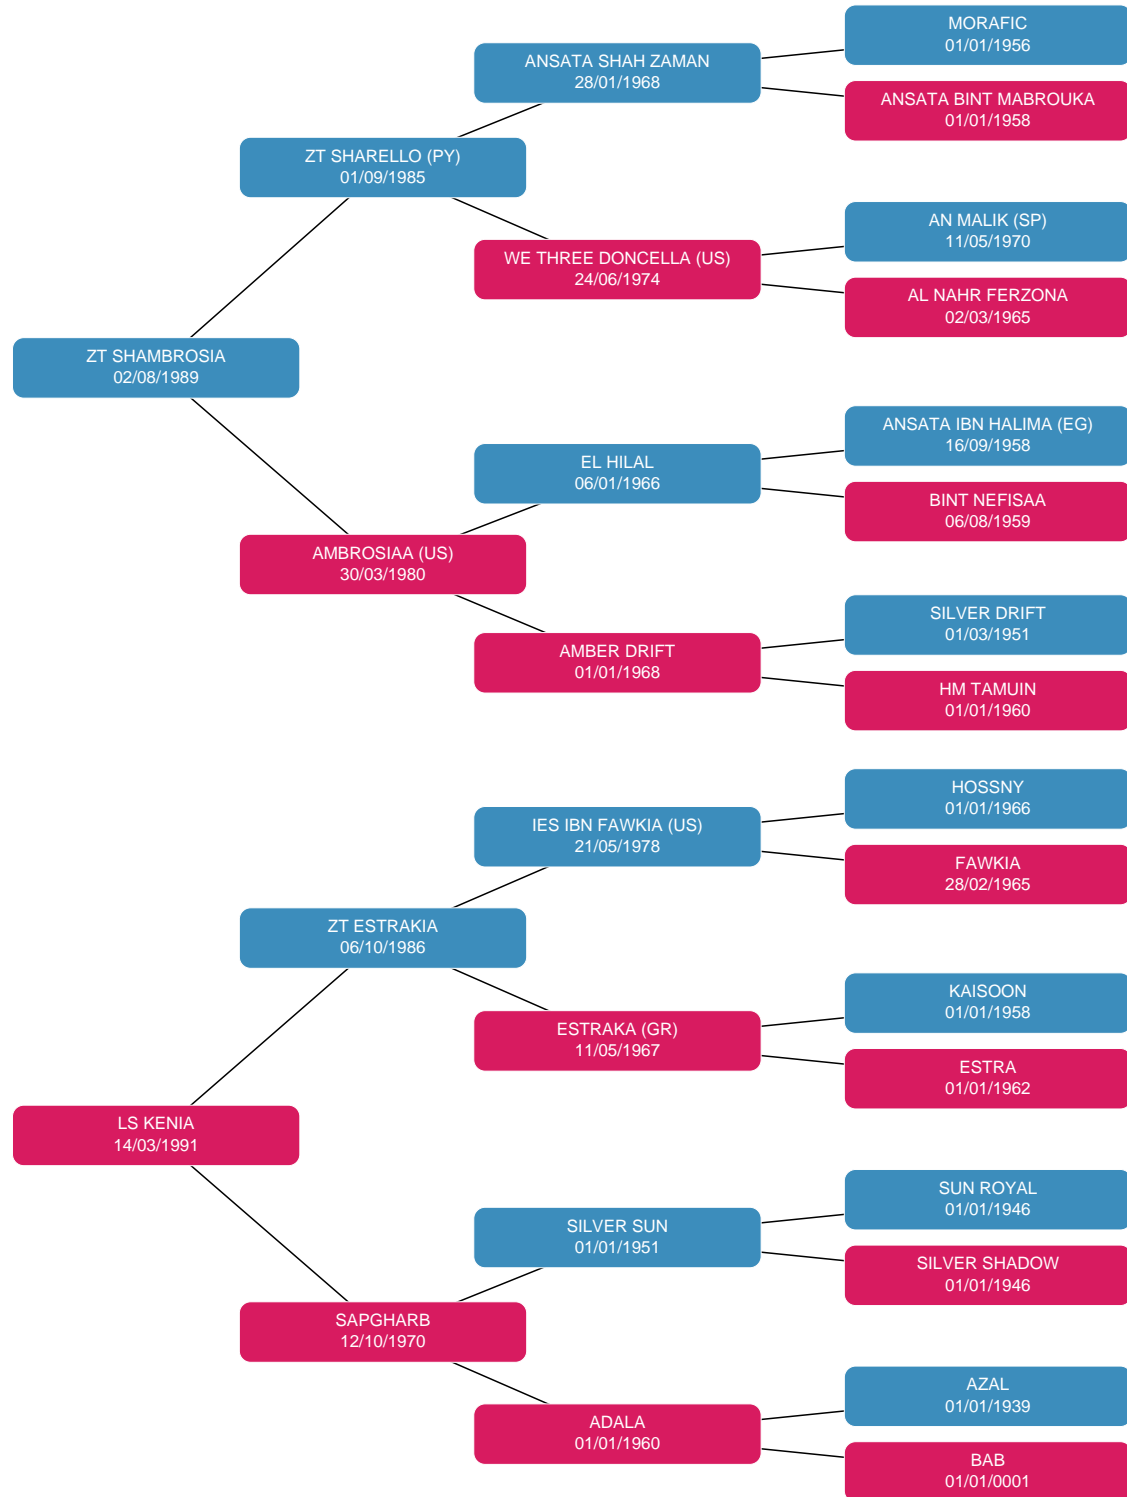 MORAFIC
01/01/1956
ANSATA SHAH ZAMAN
28/01/1968
ANSATA BINT MABROUKA
01/01/1958
ZT SHARELLO (PY)
01/09/1985
AN MALIK (SP)
11/05/1970
WE THREE DONCELLA (US)
24/06/1974
AL NAHR FERZONA
02/03/1965
ZT SHAMBROSIA
02/08/1989
ANSATA IBN HALIMA (EG)
16/09/1958
EL HILAL
06/01/1966
BINT NEFISAA
06/08/1959
AMBROSIAA (US)
30/03/1980
SILVER DRIFT
01/03/1951
AMBER DRIFT
01/01/1968
HM TAMUIN
01/01/1960
HOSSNY
01/01/1966
IES IBN FAWKIA (US)
21/05/1978
FAWKIA
28/02/1965
ZT ESTRAKIA
06/10/1986
KAISOON
01/01/1958
ESTRAKA (GR)
11/05/1967
ESTRA
01/01/1962
LS KENIA
14/03/1991
SUN ROYAL
01/01/1946
SILVER SUN
01/01/1951
SILVER SHADOW
01/01/1946
SAPGHARB
12/10/1970
AZAL
01/01/1939
ADALA
01/01/1960
BAB
01/01/0001